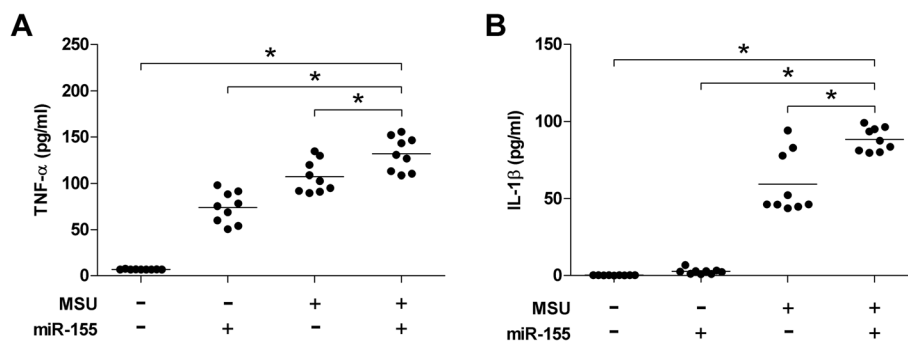 A
B
250
200
150
100
50
0
TNF-α (pg/ml)
* 
*
*
MSU - - + +
miR-155 - + - +
150
100
50
0
IL-1β (pg/ml)
*
*
*
MSU - - + +
miR-155 - + - +